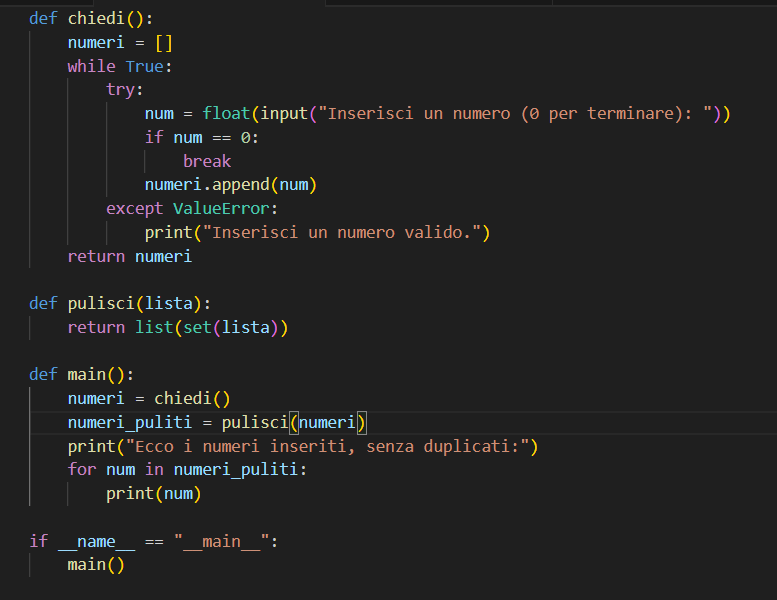 def chiedi():
    numeri = []
    while True:
        try:
            num = float(input("Inserisci un numero (0 per terminare): "))
            if num == 0:
                break
            numeri.append(num)
        except ValueError:
            print("Inserisci un numero valido.")
    return numeri

def pulisci(lista):
    return list(set(lista))

def main():
    numeri = chiedi()
    numeri_puliti = pulisci(numeri)
    print("Ecco i numeri inseriti, senza duplicati:")
    for num in numeri_puliti:
        print(num)

if __name__ == "__main__":
    main()